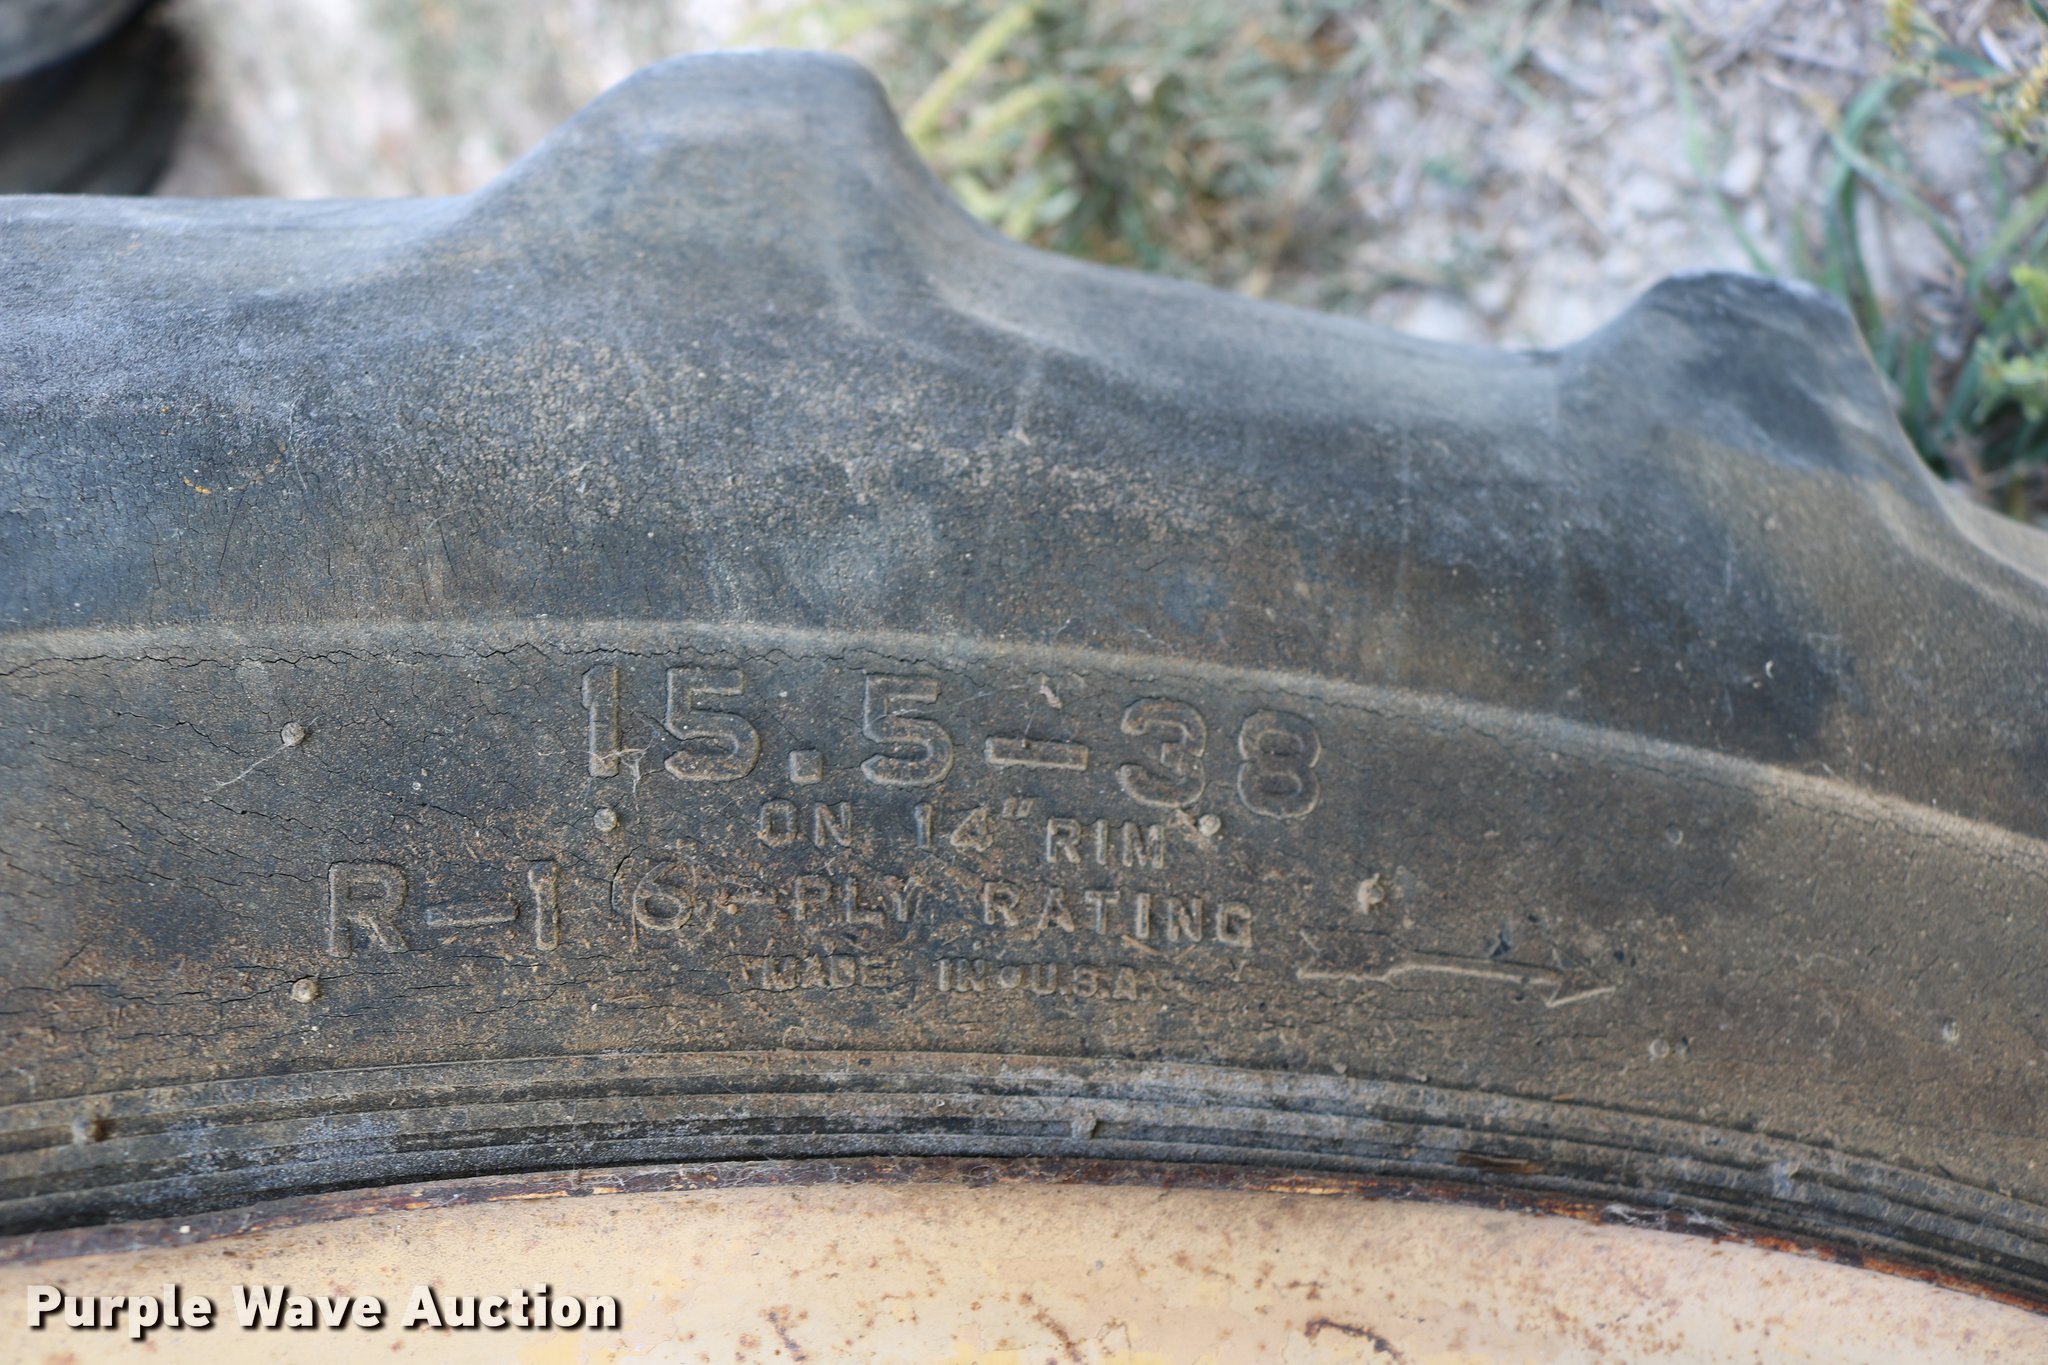 15.5-38
ON 14" RIM
R-1 6-PLY RATING
MADE IN U.S.A.
Purple Wave Auction